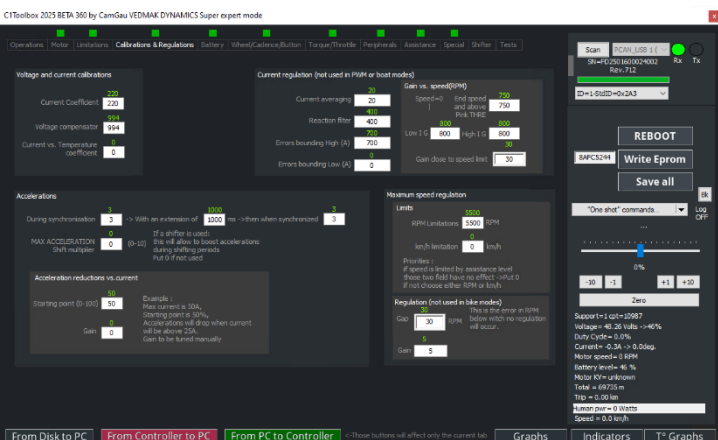 C1Toolbox 2025 BETA 360 by CamGau VEDMAK DYNAMICS Super expert mode
x
Operations Motor Limitations Calibrations & Regulations Battery Wheel/Cadence/Button Torque/Throttle Peripherals Assistance Special Shifter Tests
Voltage and current calibrations
220
Current Coefficient 220
994
Voltage compensator 994
0
Current vs. Temperature coefficient 0
Current regulation (not used in PWM or boat modes)
20
Current averaging 20
400
Reaction filter 400
700
Errors bounding High (A) 700
0
Errors bounding Low (A) 0
Gain vs. speed(RPM)
Speed=0 End speed 750
| and above 750
Pink THRE
800 800
Low I G 800 High I G 800
30
Gain close to speed limit 30
Accelerations
3 1000 3
During synchronization 3 -> With an extension of 1000 ms ->then when synchronized 3
0
MAX ACCELERATION Shift multiplier 0 (0-10)
If a shifter is used:
this will allow to boost accelerations
during shifting periods
Put 0 if not used
Acceleration reductions vs.current
50
Starting point (0-100) 50
0
Gain 0
Example :
Max current is 50A,
Starting point is 50%,
Accelerations will drop when current
will be above 25A.
Gain to be tuned manually
Maximum speed regulation
Limits
5500
RPM Limitations 5500 RPM
0
km/h limitation 0 km/h
Priorities :
if speed is limited by assistance level
those two field have no effect ->Put 0
if not choose either RPM or km/h
Regulation (not used in bike modes)
30
Gap 30 RPM
This is the error in RPM
below witch no regulation
will occur.
5
Gain 5
Scan PCAN_USB 1 ( Rx Tx
SN=FD2501600024002
Rev.712
ID=1-StdID=0x2A3
REBOOT
8AFC5244 Write Eprom
Save all
Bk
"One shot" commands... Log
OFF
...
0%
-10 -1 +1 +10
Zero
Support=1 cpt=10987
Voltage= 48.26 Volts ->46%
Duty Cycle= 0.0%
Current= -0.3A -> 0.0deg.
Motor speed= 0 RPM
Battery level= 46 %
Motor KV= unknown
Total = 69735 m
Trip = 0.00 km
Human pwr= 0 Watts
Speed = 0.0 km/h
From Disk to PC From Controller to PC From PC to Controller <-Those buttons will affect only the current tab Graphs Indicators T° Graphs